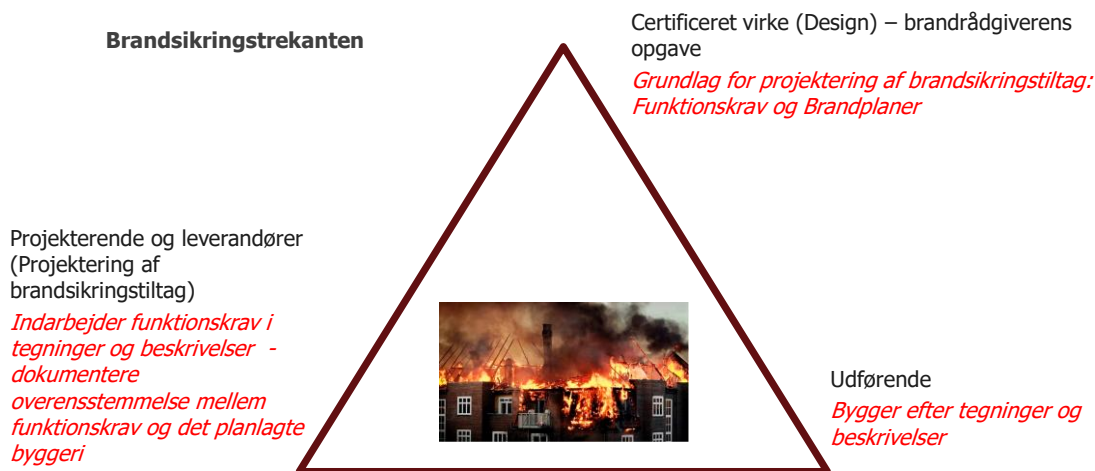 Brandsikringstrekanten
Certificeret virke (Design) – brandrådgiverens
opgave
Grundlag for projektering af brandsikringstiltag:
Funktionskrav og Brandplaner
Projekterende og leverandører
(Projektering af
brandsikringstiltag)
Indarbejder funktionskrav i
tegninger og beskrivelser -
dokumentere
overensstemmelse mellem
funktionskrav og det planlagte
byggeri
Udførende
Bygger efter tegninger og
beskrivelser